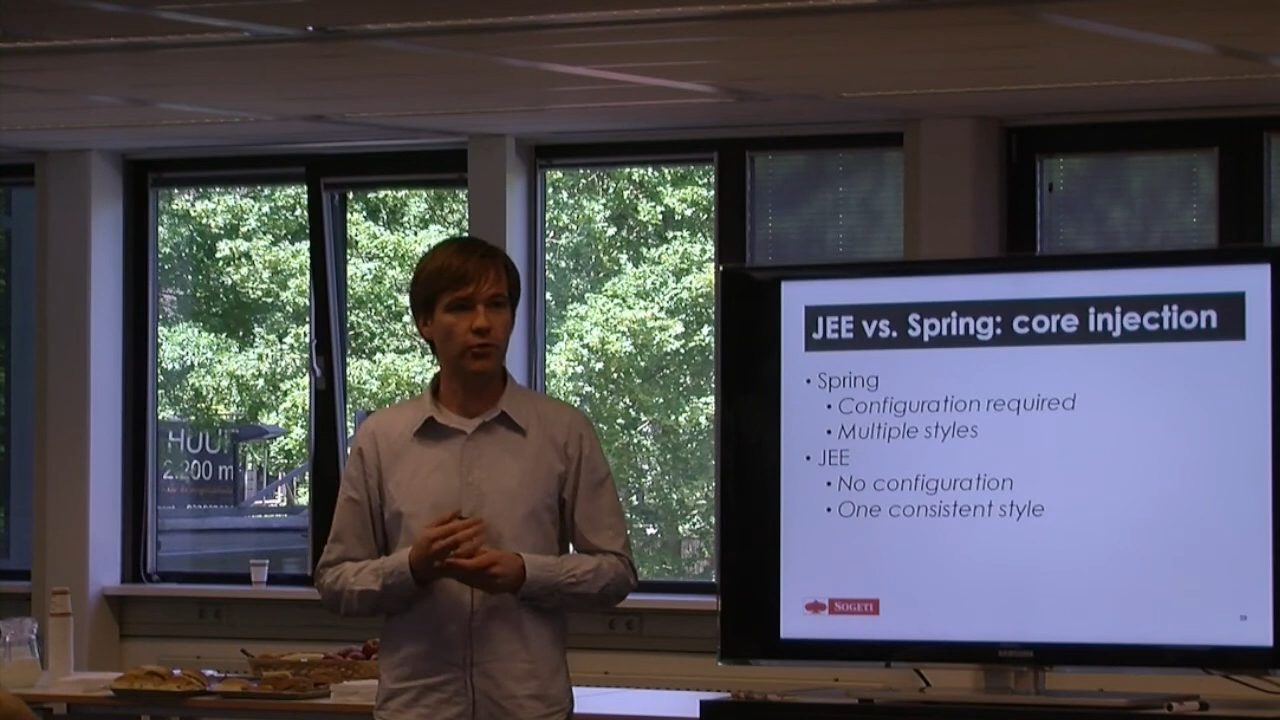 HUUR
2.200 m
JEE vs. Spring: core injection
• Spring
• Configuration required
• Multiple styles
• JEE
• No configuration
• One consistent style
SOGETI